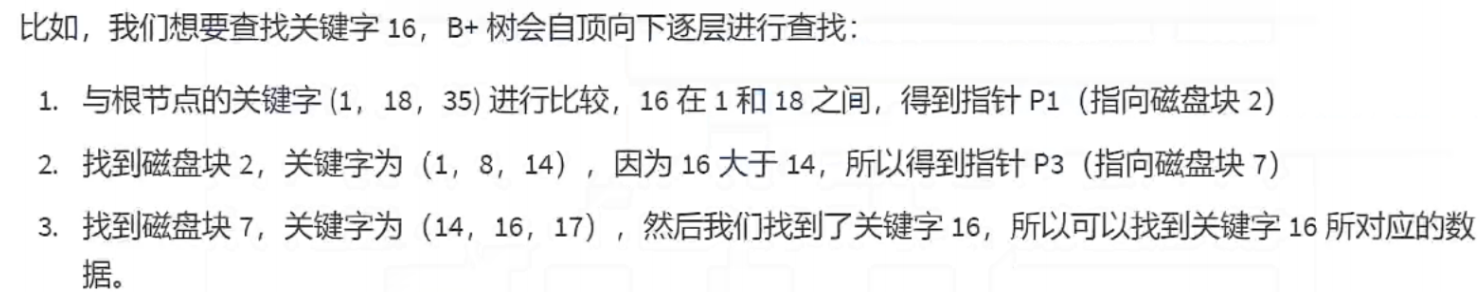 比如，我们想要查找关键字 16，B+ 树会自顶向下逐层进行查找：
1. 与根节点的关键字 (1，18，35) 进行比较，16 在 1 和 18 之间，得到指针 P1（指向磁盘块 2）
2. 找到磁盘块 2，关键字为（1，8，14），因为 16 大于 14，所以得到指针 P3（指向磁盘块 7）
3. 找到磁盘块 7，关键字为（14，16，17），然后我们找到了关键字 16，所以可以找到关键字 16 所对应的数
据。